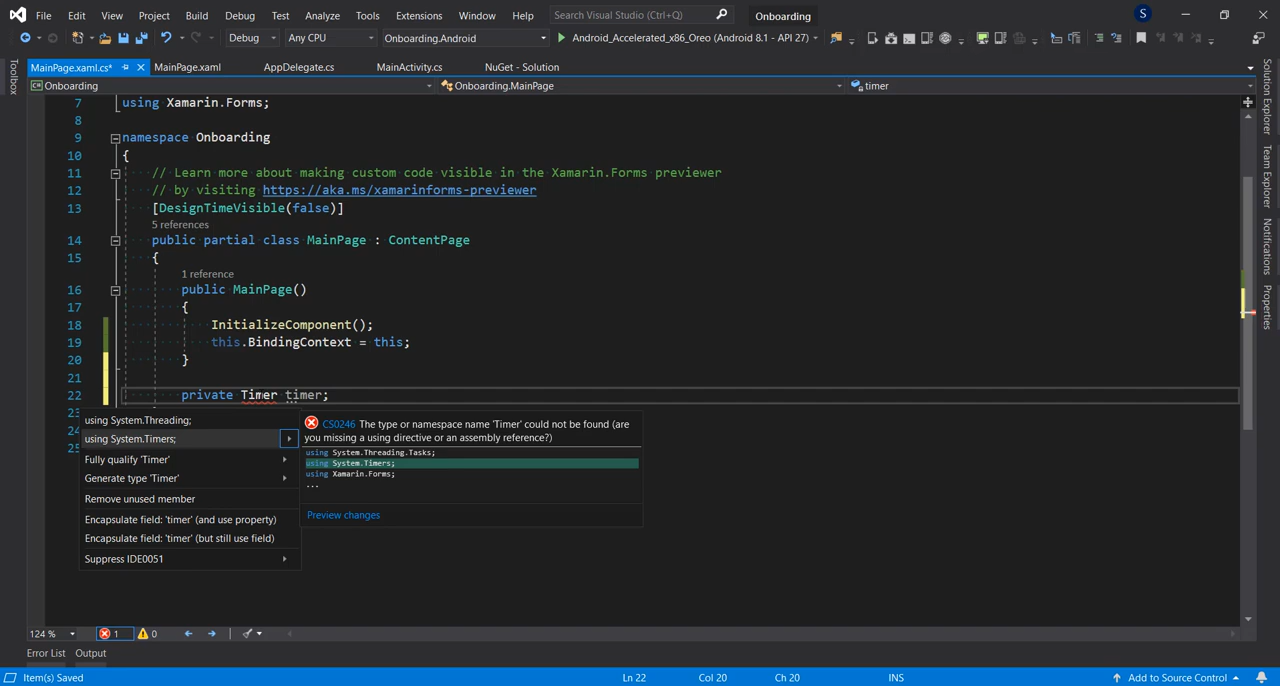 File Edit View Project Build Debug Test Analyze Tools Extensions Window Help Search Visual Studio (Ctrl+Q) Onboarding S
Debug Any CPU Onboarding.Android Android_Accelerated_x86_Oreo (Android 8.1 - API 27)
MainPage.xaml.cs* MainPage.xaml AppDelegate.cs MainActivity.cs NuGet - Solution
Onboarding Onboarding.MainPage timer
Toolbox
Solution Explorer
Team Explorer
Notifications
Properties
7 using Xamarin.Forms;
8
9 namespace Onboarding
10 {
11 // Learn more about making custom code visible in the Xamarin.Forms previewer
12 // by visiting https://aka.ms/xamarinforms-previewer
13 [DesignTimeVisible(false)]
5 references
14 public partial class MainPage : ContentPage
15 {
1 reference
16 public MainPage()
17 {
18 InitializeComponent();
19 this.BindingContext = this;
20 }
21
22 private Timer timer;
23
24
25
using System.Threading;
using System.Timers;
Fully qualify 'Timer'
Generate type 'Timer'
Remove unused member
Encapsulate field: 'timer' (and use property)
Encapsulate field: 'timer' (but still use field)
Suppress IDE0051
CS0246 The type or namespace name 'Timer' could not be found (are
you missing a using directive or an assembly reference?)
using System.Threading.Tasks;
using System.Timers;
using Xamarin.Forms;
...
Preview changes
124 % 1 0
Error List Output
Item(s) Saved Ln 22 Col 20 Ch 20 INS Add to Source Control